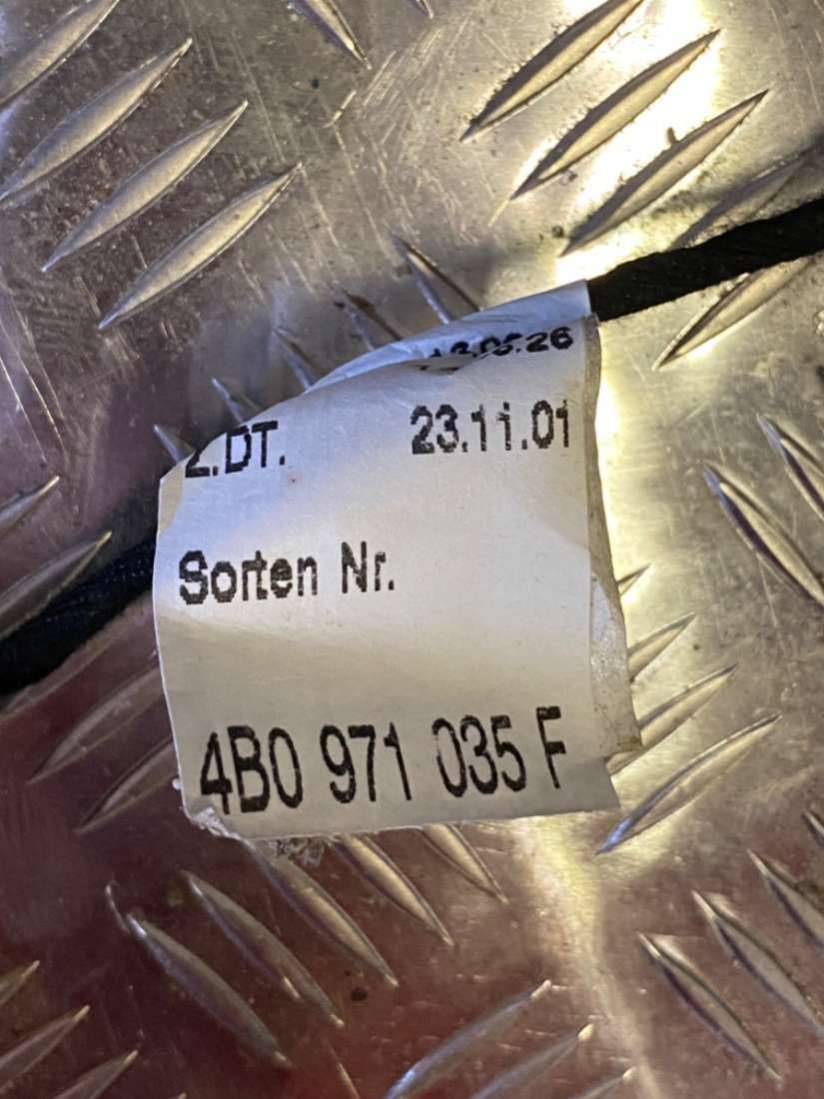 Z.DT. 23.11.01
Sorten Nr.
4B0 971 035 F